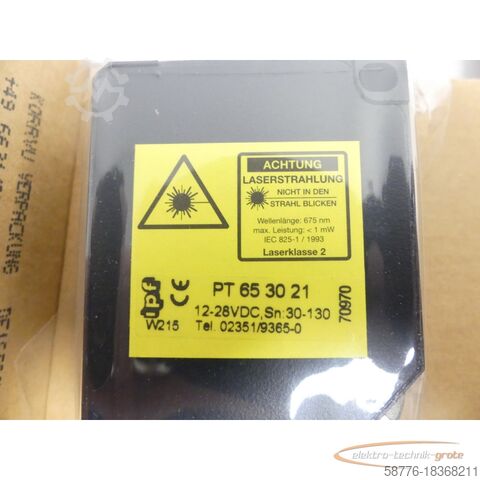 KORRVU VERPACKUNG
ACHTUNG
LASERSTRAHLUNG
NICHT IN DEN
STRAHL BLICKEN
Wellenlänge: 675 nm
max. Leistung: < 1 mW
IEC 825-1 / 1993
Laserklasse 2
ipf
CE
W215
PT 65 30 21
12-28VDC,Sn:30-130
Tel. 02351/9365-0
70970
elektro-technik-grote
58776-18368211